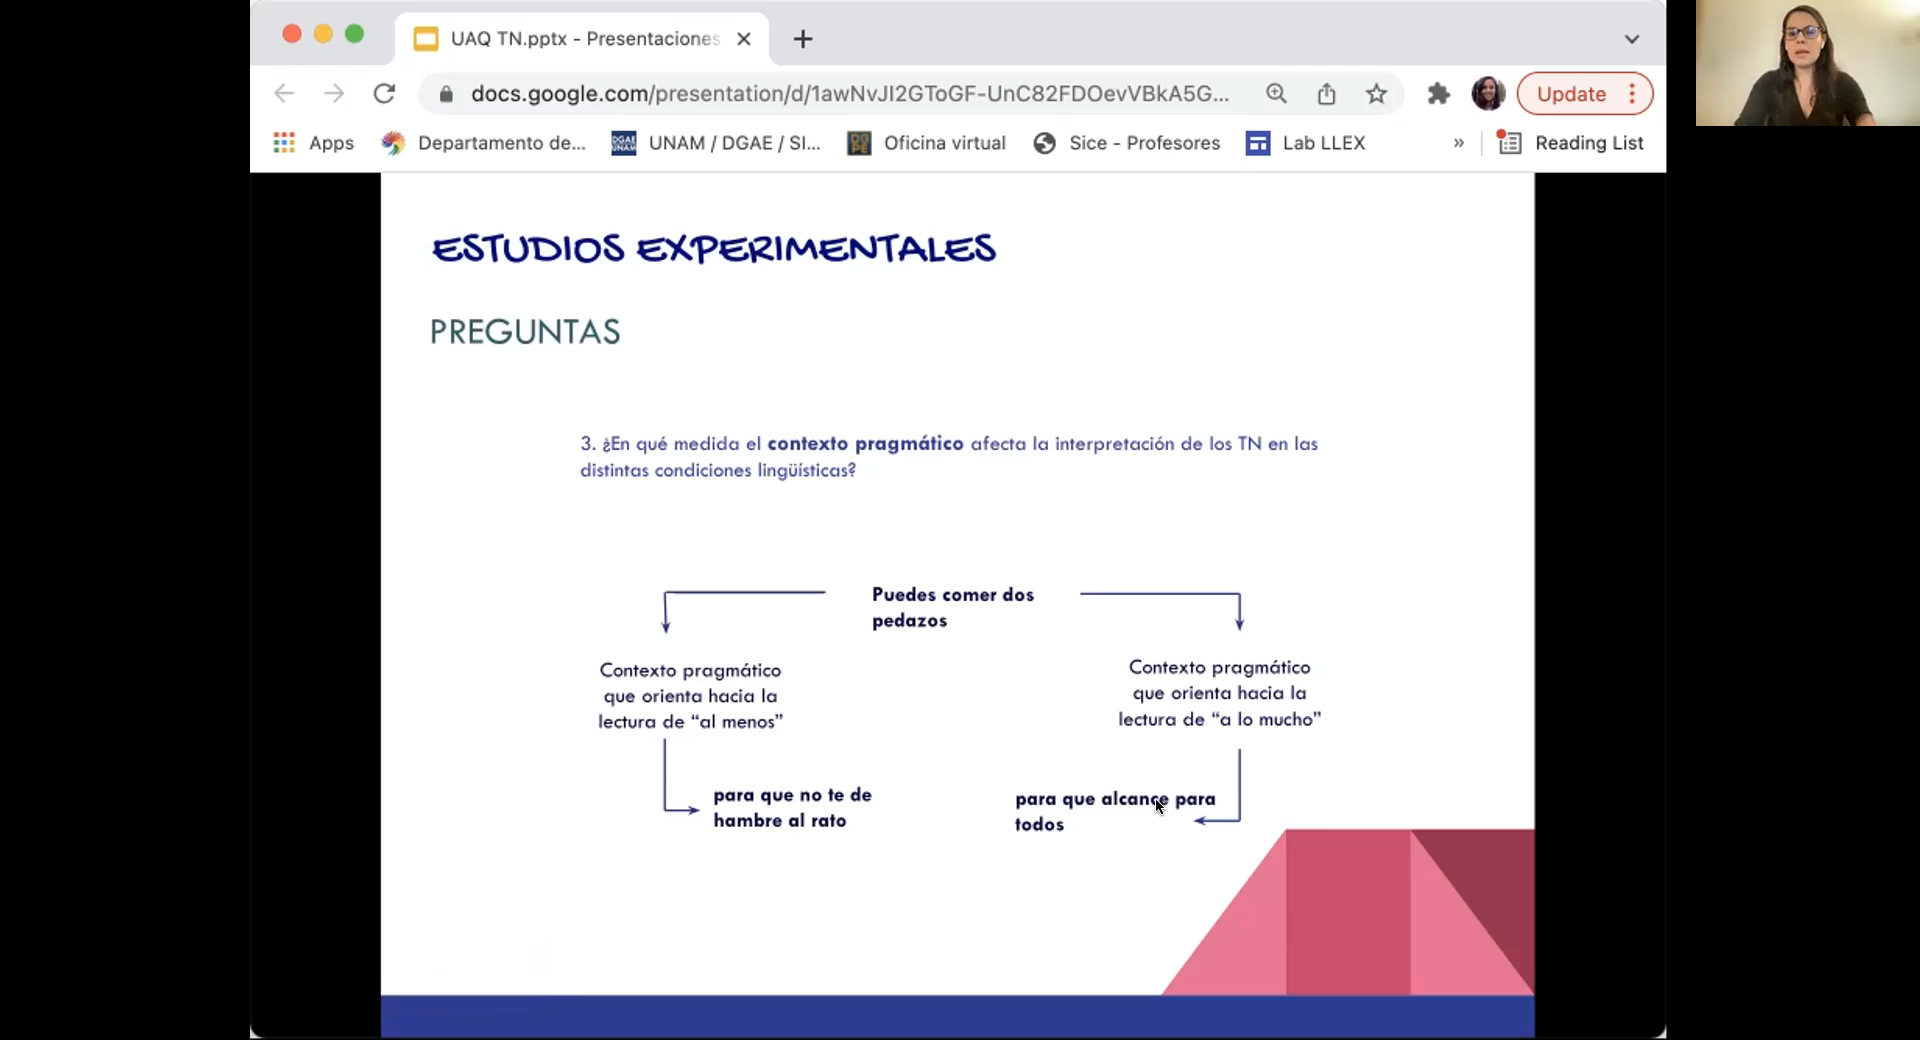 UAQ TN.pptx - Presentaciones
docs.google.com/presentation/d/1awNvJI2GToGF-UnC82FDOevVBkA5G...
Update
Apps
Departamento de...
DGAE UNAM
UNAM / DGAE / SI...
DGPE
Oficina virtual
Sice - Profesores
Lab LLEX
»
Reading List
ESTUDIOS EXPERIMENTALES
PREGUNTAS
3. ¿En qué medida el contexto pragmático afecta la interpretación de los TN en las
distintas condiciones lingüísticas?
Puedes comer dos
pedazos
Contexto pragmático
que orienta hacia la
lectura de “al menos”
Contexto pragmático
que orienta hacia la
lectura de “a lo mucho”
para que no te de
hambre al rato
para que alcance para
todos